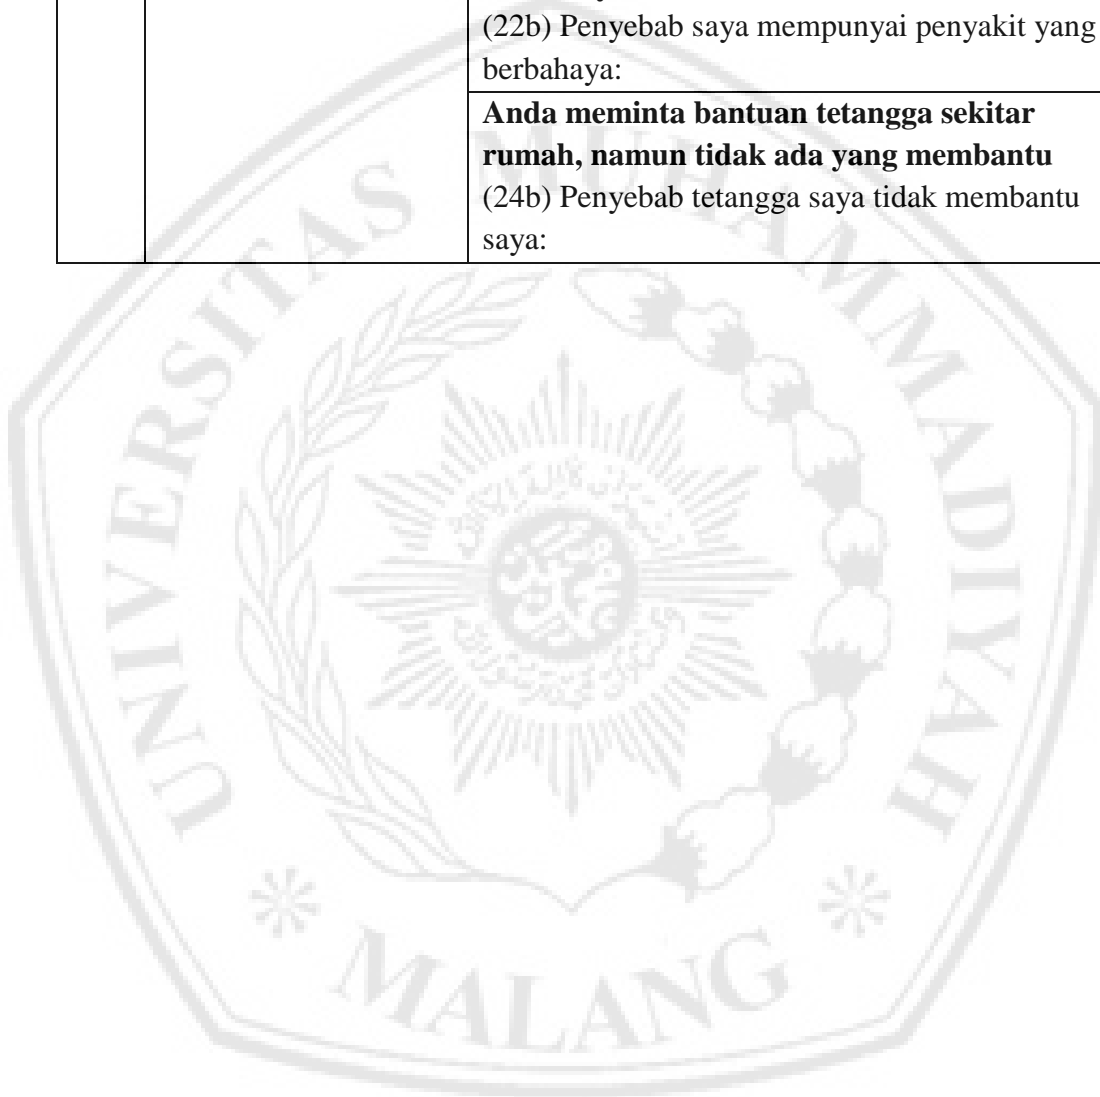 (22b) Penyebab saya mempunyai penyakit yang
berbahaya:
Anda meminta bantuan tetangga sekitar
rumah, namun tidak ada yang membantu
(24b) Penyebab tetangga saya tidak membantu
saya:
UNIVERSITAS MUHAMMADIYAH
MALANG